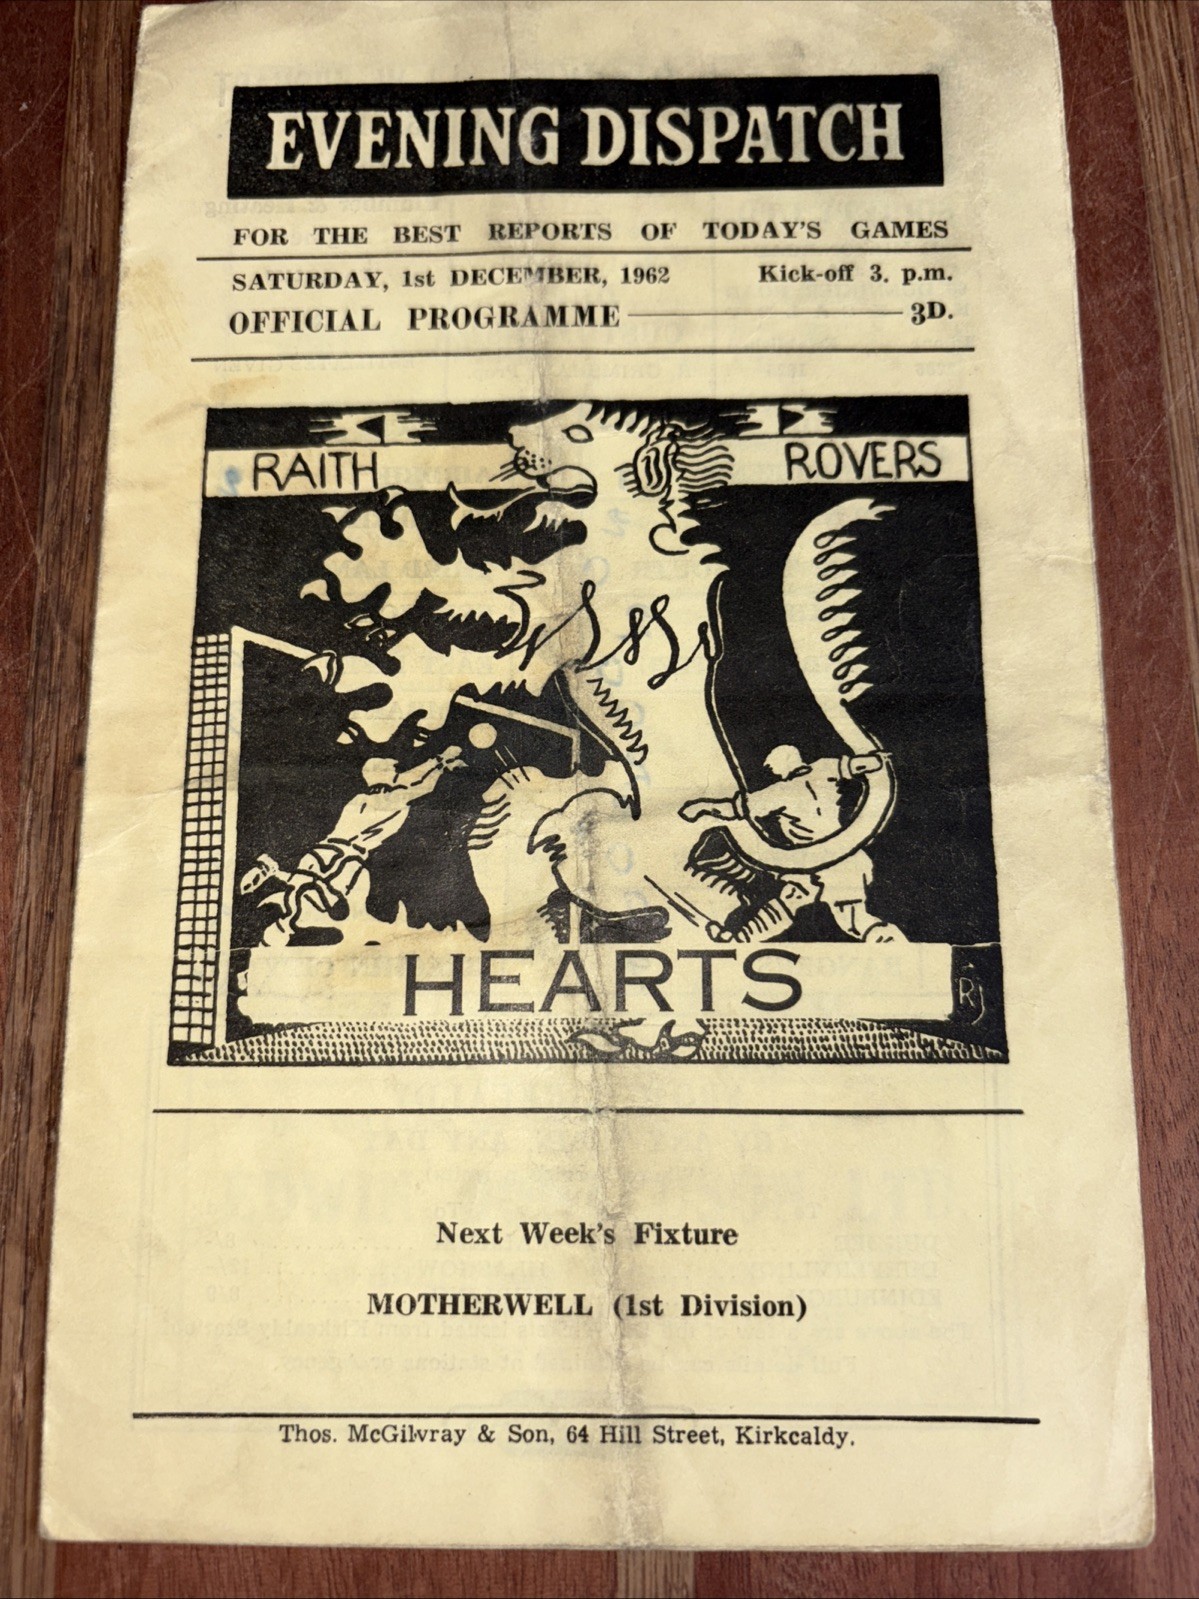 EVENING DISPATCH
FOR THE BEST REPORTS OF TODAY'S GAMES
SATURDAY, 1st DECEMBER, 1962 Kick-off 3. p.m.
OFFICIAL PROGRAMME 3D.
RAITH ROVERS
HEARTS
RJ
Next Week's Fixture
MOTHERWELL (1st Division)
Thos. McGilvray & Son, 64 Hill Street, Kirkcaldy.